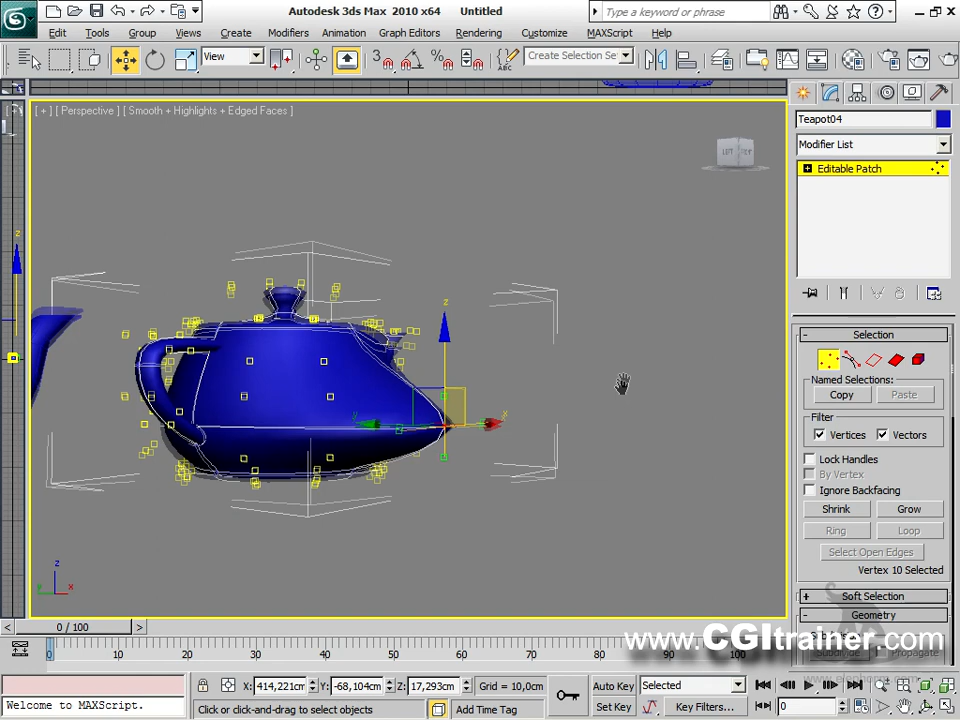 Autodesk 3ds Max 2010 x64 Untitled
Type a keyword or phrase
Edit Tools Group Views Create Modifiers Animation Graph Editors Rendering Customize MAXScript Help
View
Create Selection Se
[ + ] [ Perspective ] [ Smooth + Highlights + Edged Faces ]
Teapot04
Modifier List
Editable Patch
Selection
Named Selections:
Copy Paste
Filter
Vertices Vectors
Lock Handles
By Vertex
Ignore Backfacing
Shrink Grow
Ring Loop
Select Open Edges
Vertex 10 Selected
Soft Selection
Geometry
Subdivide Propagate
www.CGItrainer.com
0 / 100
0 10 20 30 40 50 60 70 80 90 100
X: 414,221cm Y: -68,104cm Z: 17,293cm Grid = 10,0cm
Auto Key Selected
Welcome to MAXScript.
Click or click-and-drag to select objects
Add Time Tag
Set Key Key Filters...
0